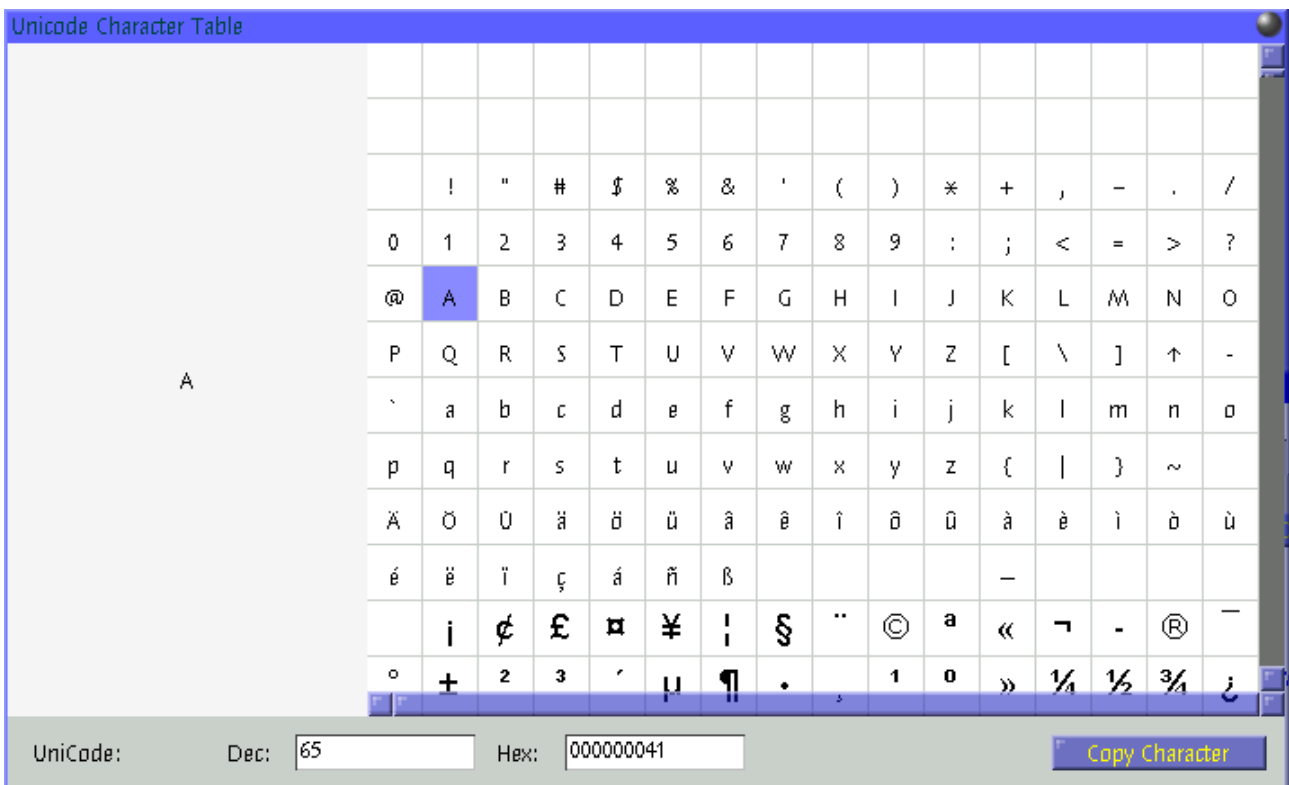 Unicode Character Table
! " # $ % & ' ( ) * + , – . /
0 1 2 3 4 5 6 7 8 9 : ; < = > ?
@ A B C D E F G H I J K L M N O
P Q R S T U V W X Y Z [ \ ] ↑ -
A
` a b c d e f g h i j k l m n o
p q r s t u v w x y z { | } ~
Ä Ö Ü ä ö ü â ê î ô û à è ì ò ù
é ë ï ç á ñ ß —
¡ ¢ £ ¤ ¥ ¦ § ¨ © ª « ¬ - ® ¯
° ± ² ³ ´ µ ¶ · ¸ ¹ º » ¼ ½ ¾ ¿
UniCode: Dec: 65 Hex: 000000041 Copy Character